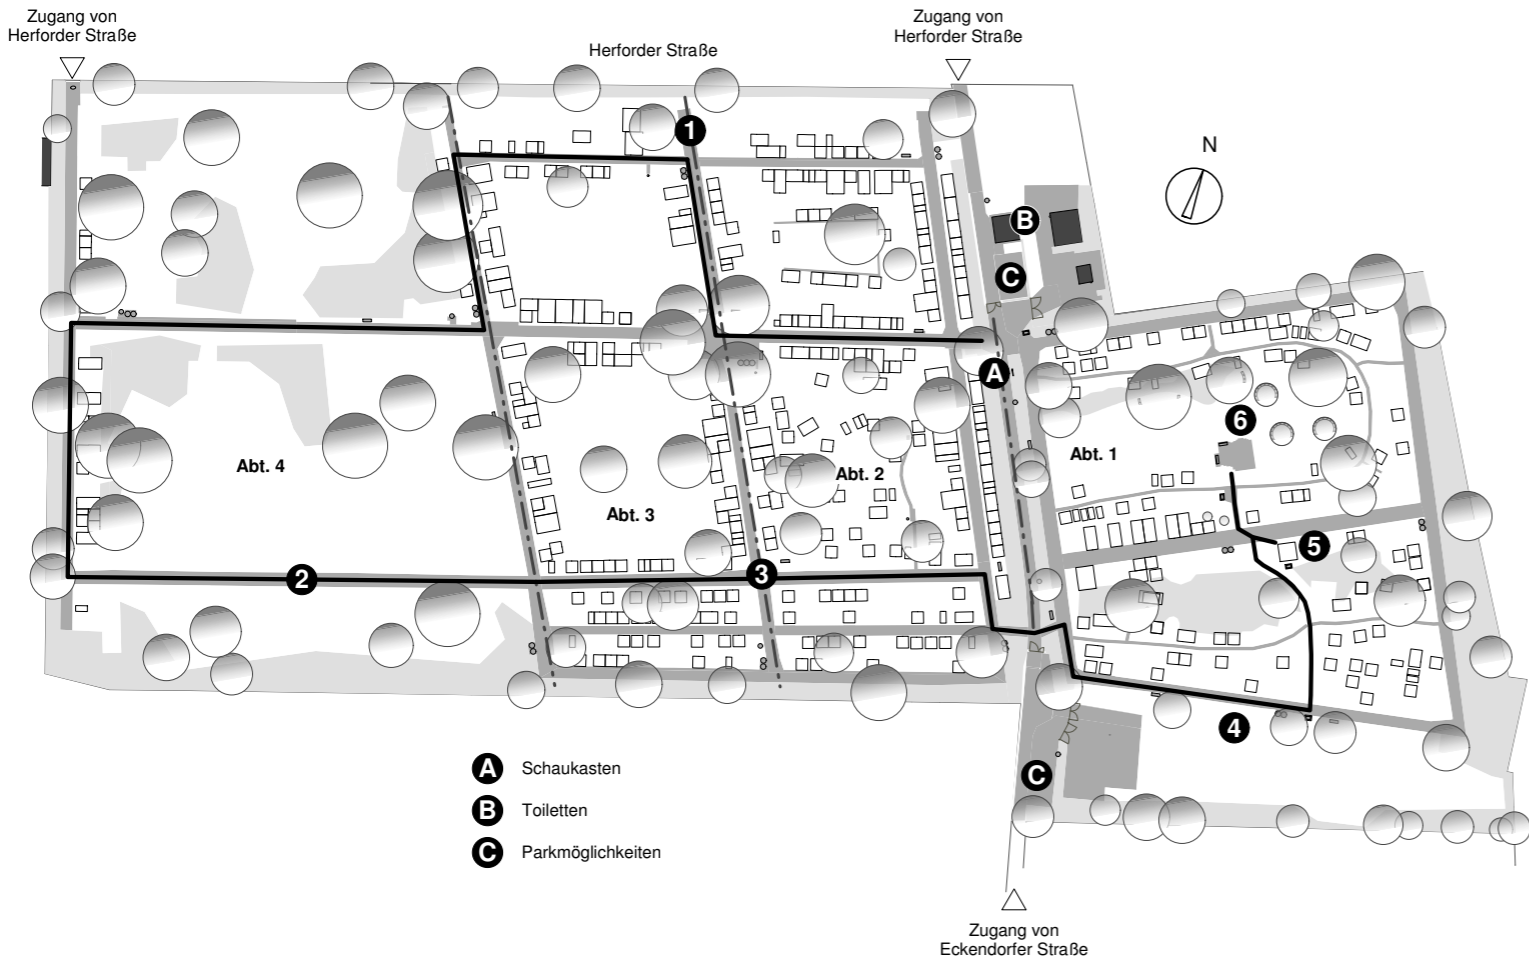 Zugang von
Herforder Straße
Herforder Straße
Zugang von
Herforder Straße
1
N
B
C
A
6
Abt. 4
Abt. 3
Abt. 2
Abt. 1
5
2
3
4
C
A Schaukasten
B Toiletten
C Parkmöglichkeiten
Zugang von
Eckendorfer Straße